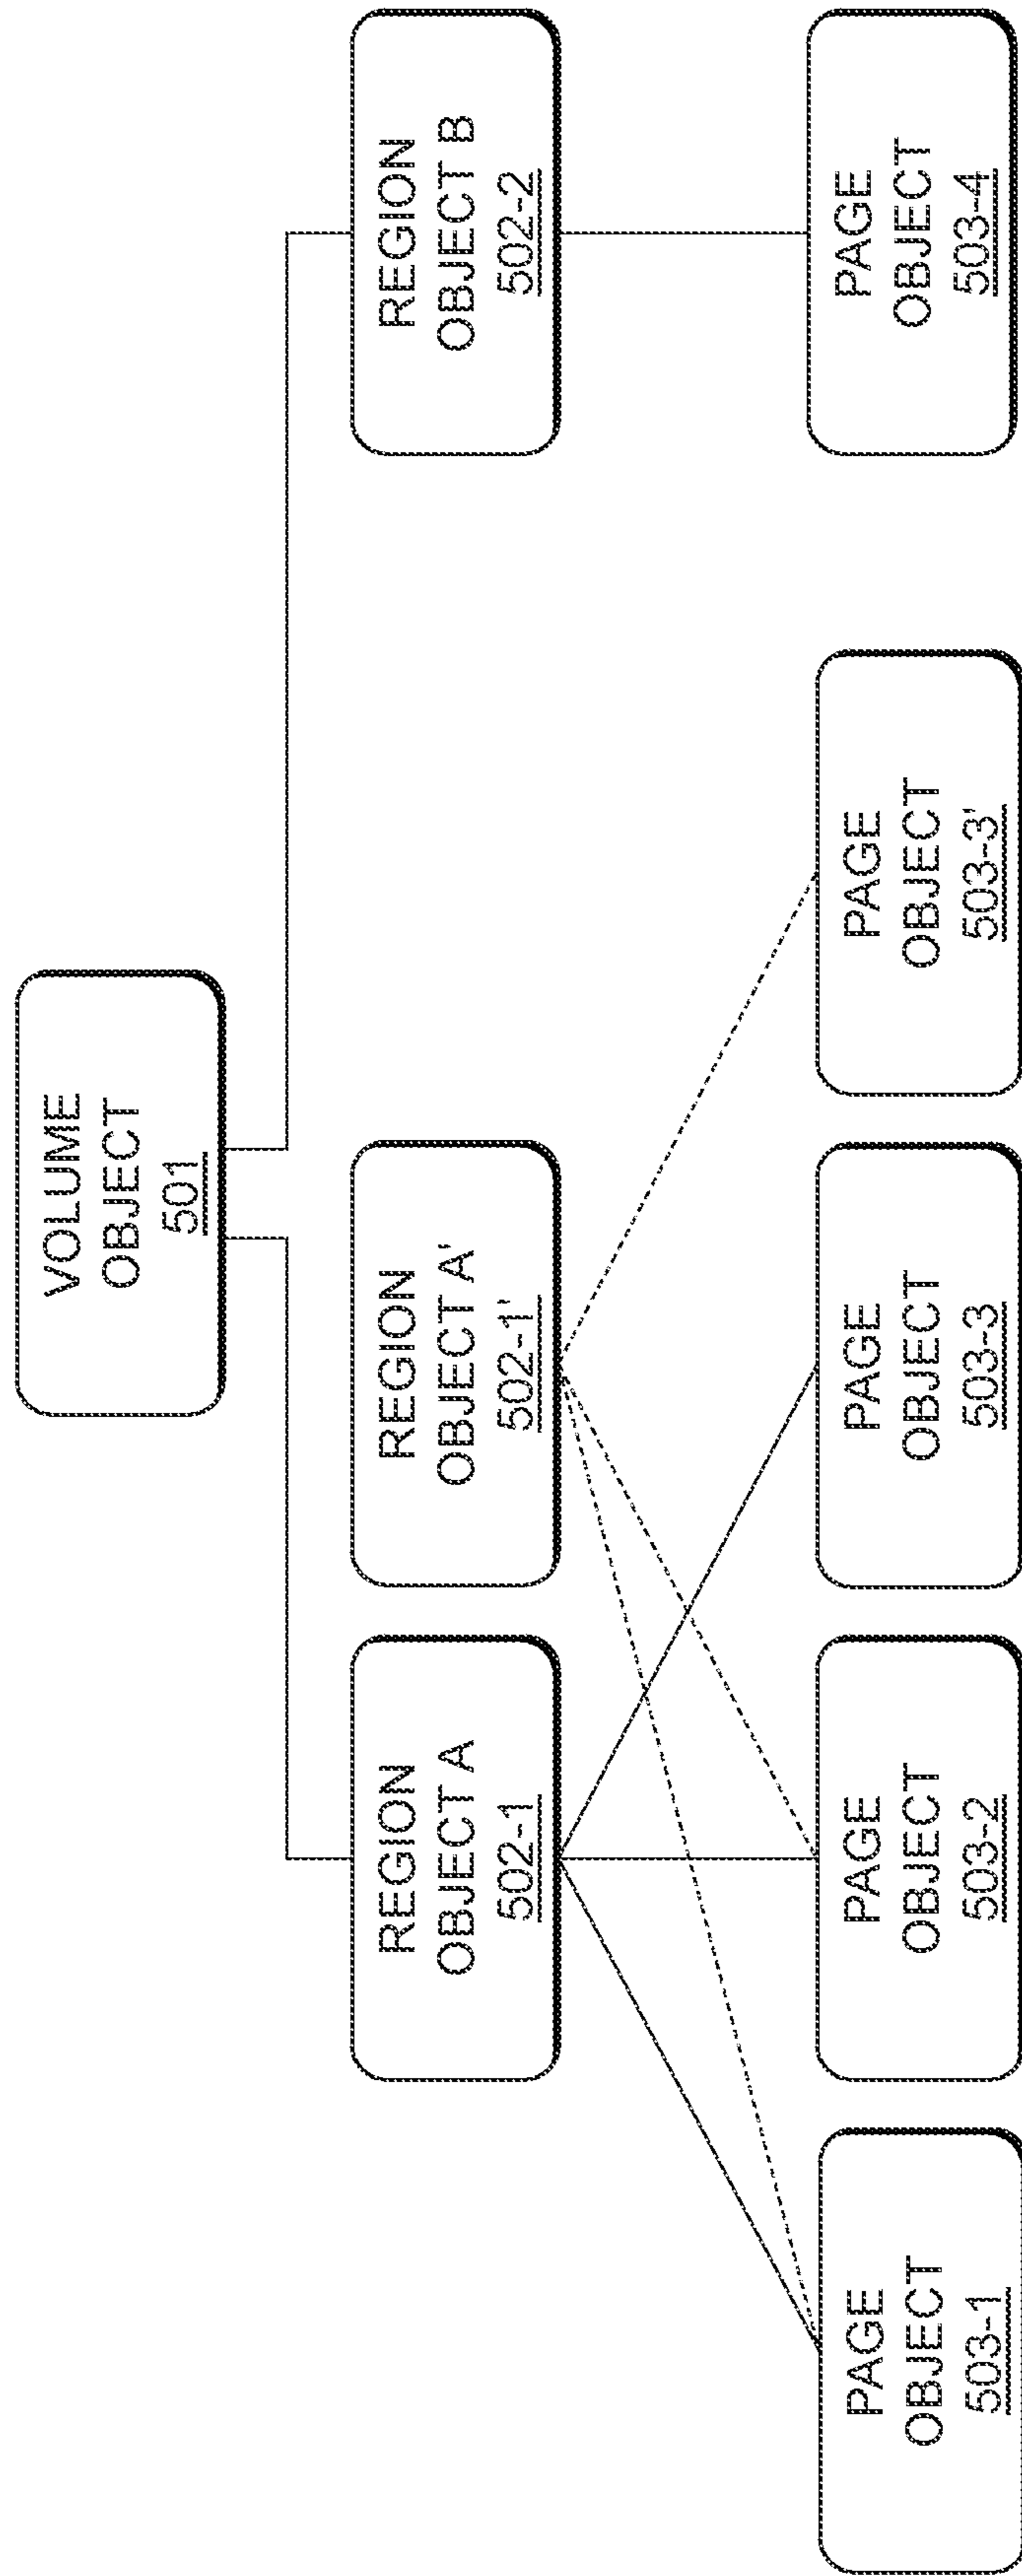 VOLUME
OBJECT
501
REGION
OBJECT A
502-1
REGION
OBJECT A'
502-1'
REGION
OBJECT B
502-2
PAGE
OBJECT
503-1
PAGE
OBJECT
503-2
PAGE
OBJECT
503-3
PAGE
OBJECT
503-3'
PAGE
OBJECT
503-4